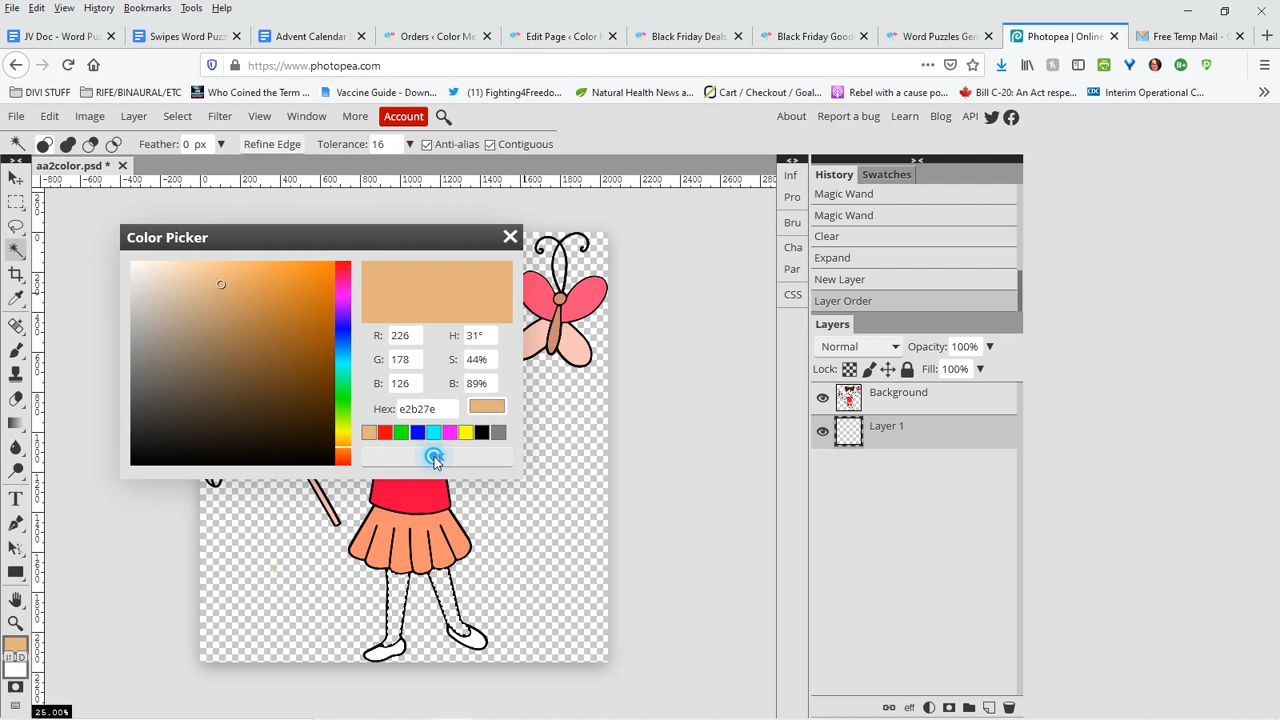 File Edit View History Bookmarks Tools Help
JV Doc - Word Puz Swipes Word Puz Advent Calendar Orders ‹ Color Me Edit Page ‹ Color Black Friday Deals Black Friday Good Word Puzzles Gen Photopea | Online Free Temp Mail - C
https://www.photopea.com
DIVI STUFF RIFE/BINAURAL/ETC Who Coined the Term ... Vaccine Guide - Down... (11) Fighting4Freedo... Natural Health News a... Cart / Checkout / Goal... Rebel with a cause po... Bill C-20: An Act respe... CDC Interim Operational C...
File Edit Image Layer Select Filter View Window More Account About Report a bug Learn Blog API
Feather: 0 px Refine Edge Tolerance: 16 Anti-alias Contiguous
aa2color.psd *
Inf
Pro
Bru
Cha
Par
CSS
History Swatches
Magic Wand
Magic Wand
Clear
Expand
New Layer
Layer Order
Layers
Normal Opacity: 100%
Lock: Fill: 100%
Background
Layer 1
eff
Color Picker
R: 226 H: 31°
G: 178 S: 44%
B: 126 B: 89%
Hex: e2b27e
D
25.00%